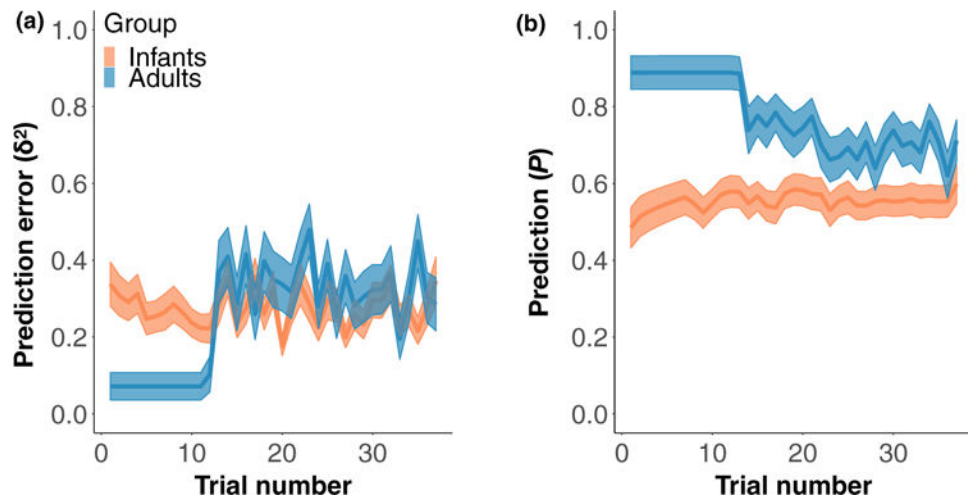 (a)
Group
Infants
Adults
1.0
0.8
0.6
0.4
0.2
0.0
Prediction error (δ²)
0
10
20
30
Trial number
(b)
1.0
0.8
0.6
0.4
0.2
0.0
Prediction (P)
0
10
20
30
Trial number